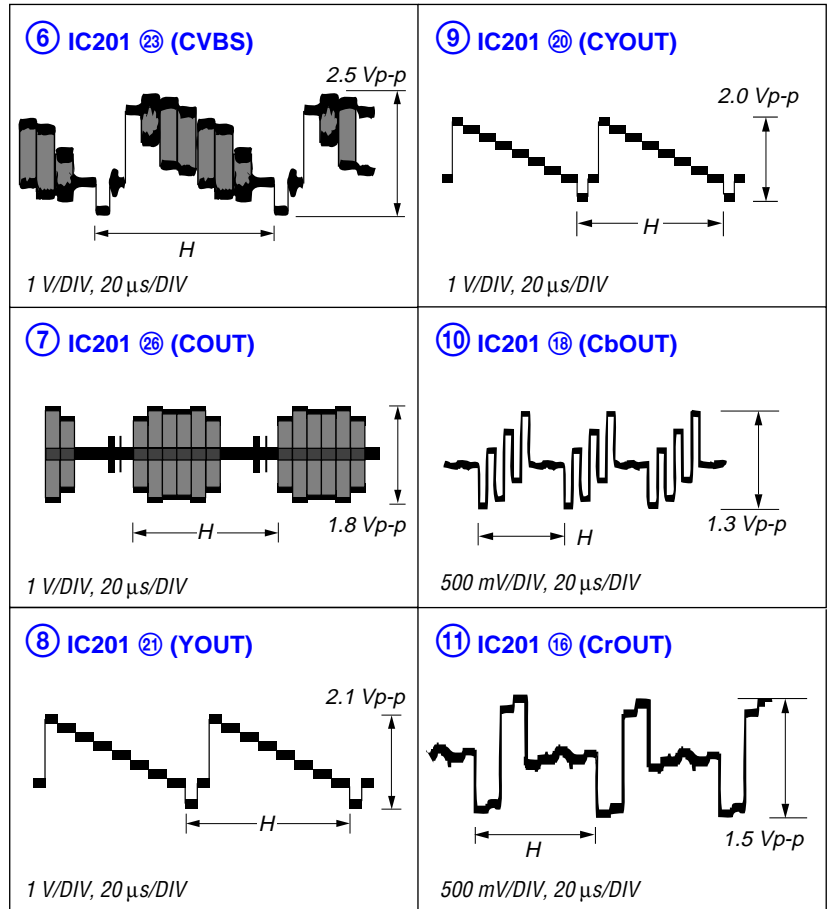 ⑥ IC201 ㉓ (CVBS)
2.5 Vp-p
H
1 V/DIV, 20 µs/DIV
⑨ IC201 ⑳ (CYOUT)
2.0 Vp-p
H
1 V/DIV, 20 µs/DIV
⑦ IC201 ㉖ (COUT)
H
1.8 Vp-p
1 V/DIV, 20 µs/DIV
⑩ IC201 ⑱ (CbOUT)
H
1.3 Vp-p
500 mV/DIV, 20 µs/DIV
⑧ IC201 ㉑ (YOUT)
2.1 Vp-p
H
1 V/DIV, 20 µs/DIV
⑪ IC201 ⑯ (CrOUT)
H
1.5 Vp-p
500 mV/DIV, 20 µs/DIV